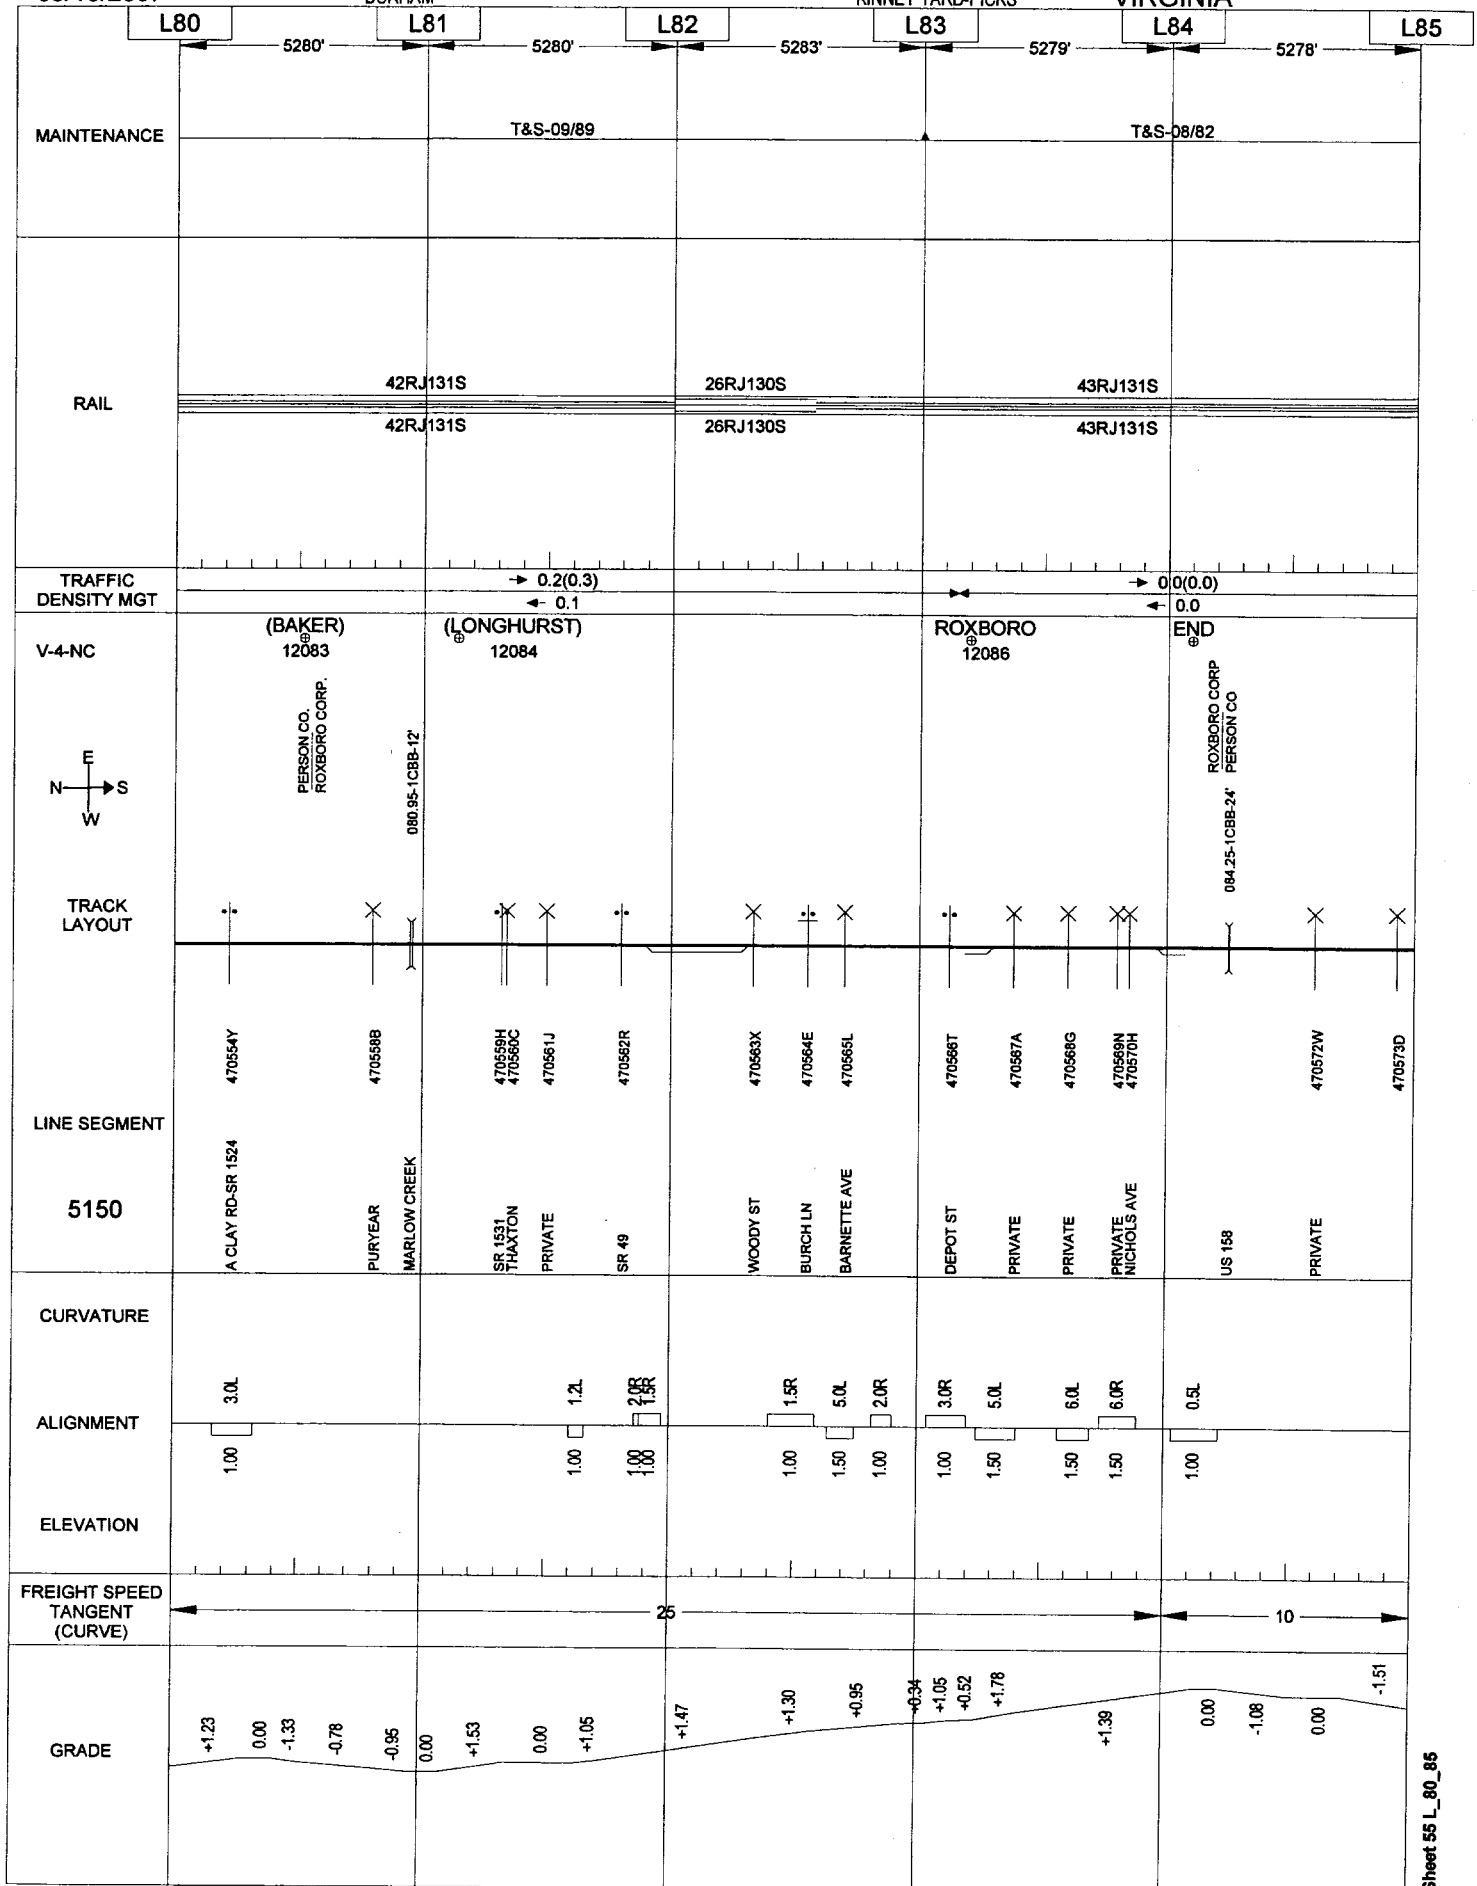 VIRGINIA
L80 L81 L82 L83 L84 L85
5280' 5280' 5283' 5279' 5278'
MAINTENANCE
T&S-09/89 T&S-08/82
42RJ131S 26RJ130S 43RJ131S
RAIL
42RJ131S 26RJ130S 43RJ131S
TRAFFIC
DENSITY MGT
0.2(0.3) 0.0(0.0)
0.1 0.0
V-4-NC
(BAKER) (LONGHURST) ROXBORO END
12083 12084 12086
PERSON CO.
ROXBORO CORP.
080.95-1CBB-12'
ROXBORO CORP
PERSON CO
084.25-1CBB-24'
E
N S
W
TRACK
LAYOUT
470554Y
470558B
470559H
470560C
470561J
470562R
470563X
470564E
470565L
470566T
470567A
470568G
470569N
470570H
470572W
470573D
LINE SEGMENT
5150
A CLAY RD-SR 1524
PURYEAR
MARLOW CREEK
SR 1531
THAXTON
PRIVATE
SR 49
WOODY ST
BURCH LN
BARNETTE AVE
DEPOT ST
PRIVATE
PRIVATE
PRIVATE
NICHOLS AVE
US 158
PRIVATE
CURVATURE
3.0L 1.2L 2.0R 1.5R 1.5R 5.0L 2.0R 3.0R 5.0L 6.0L 6.0R 0.5L
ALIGNMENT
1.00 1.00 1.00 1.00 1.00 1.50 1.00 1.00 1.50 1.50 1.50 1.00
ELEVATION
FREIGHT SPEED
TANGENT
(CURVE)
25 10
GRADE
+1.23 0.00 -1.33 -0.78 -0.95 0.00 +1.53 0.00 +1.05 +1.47 +1.30 +0.95 +0.34 +1.05 +0.52 +1.78 +1.39 0.00 -1.08 0.00 -1.51
Sheet 55 L_80_85